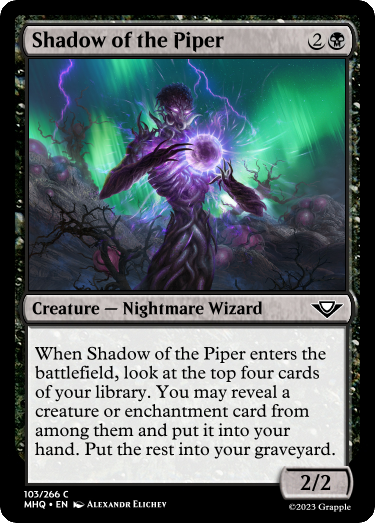 Shadow of the Piper 2
Creature — Nightmare Wizard
When Shadow of the Piper enters the
battlefield, look at the top four cards
of your library. You may reveal a
creature or enchantment card from
among them and put it into your
hand. Put the rest into your graveyard.
2/2
103/266 C
MHQ • EN Alexandr Elichev
©2023 Grapple